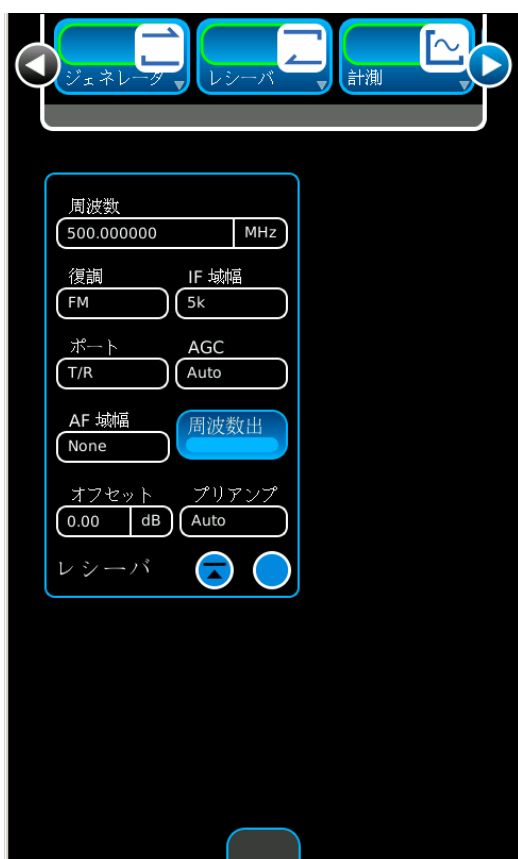 ジェネレータ レシーバ 計測
周波数
500.000000 MHz
復調 IF 域幅
FM 5k
ポート AGC
T/R Auto
AF 域幅 周波数出
None
オフセット プリアンプ
0.00 dB Auto
レシーバ